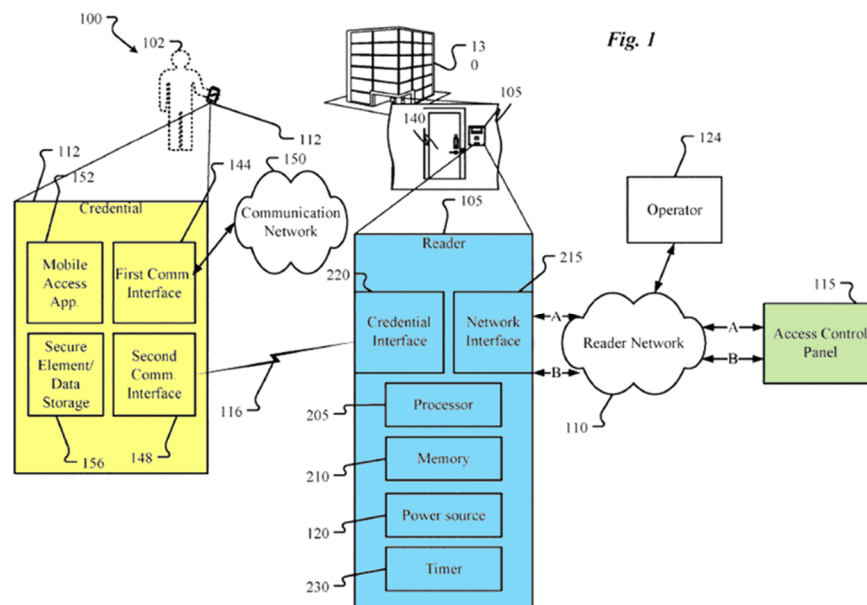 100
102
13
0
Fig. 1
105
140
112
112
152
144
150
124
Credential
Communication
Network
Operator
105
Reader
215
220
115
Mobile
Access
App.
First Comm
Interface
Credential
Interface
Network
Interface
A
Reader Network
A
Access Control
Panel
B
B
Secure
Element/
Data
Storage
Second
Comm.
Interface
116
110
205
Processor
156
148
210
Memory
120
Power source
230
Timer